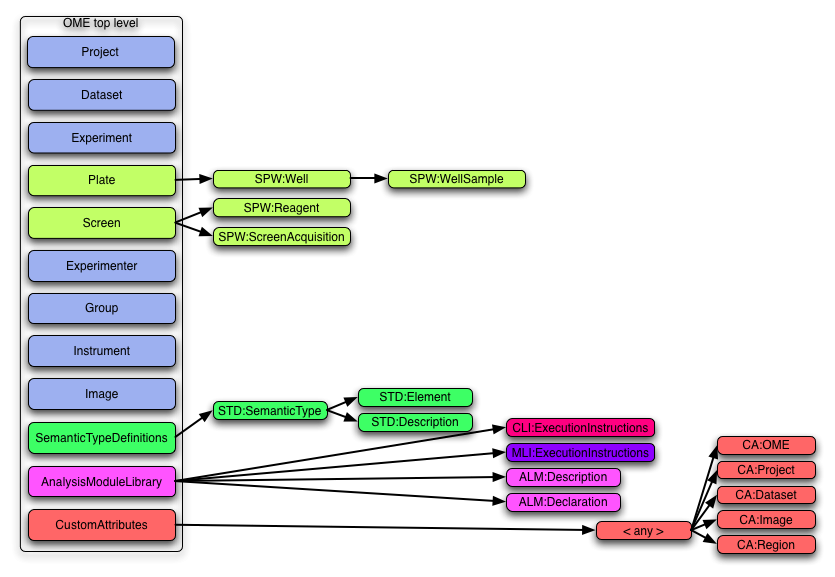 OME top level
Project
Dataset
Experiment
Plate
SPW:Well
SPW:WellSample
Screen
SPW:Reagent
SPW:ScreenAcquisition
Experimenter
Group
Instrument
Image
SemanticTypeDefinitions
STD:SemanticType
STD:Element
STD:Description
AnalysisModuleLibrary
CLI:ExecutionInstructions
MLI:ExecutionInstructions
ALM:Description
ALM:Declaration
CustomAttributes
< any >
CA:OME
CA:Project
CA:Dataset
CA:Image
CA:Region